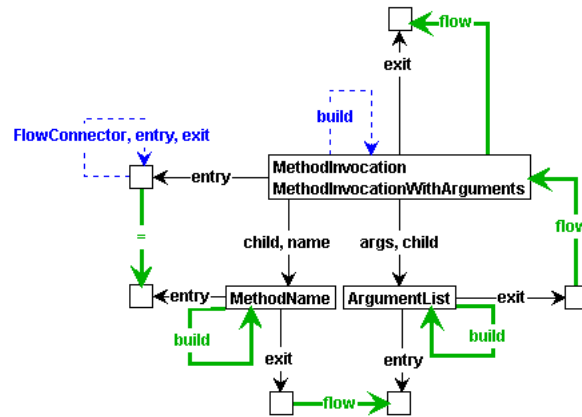 flow
exit
build
FlowConnector, entry, exit
MethodInvocation
MethodInvocationWithArguments
entry
flow
=
child, name
args, child
entry
MethodName
ArgumentList
exit
build
build
exit
entry
flow